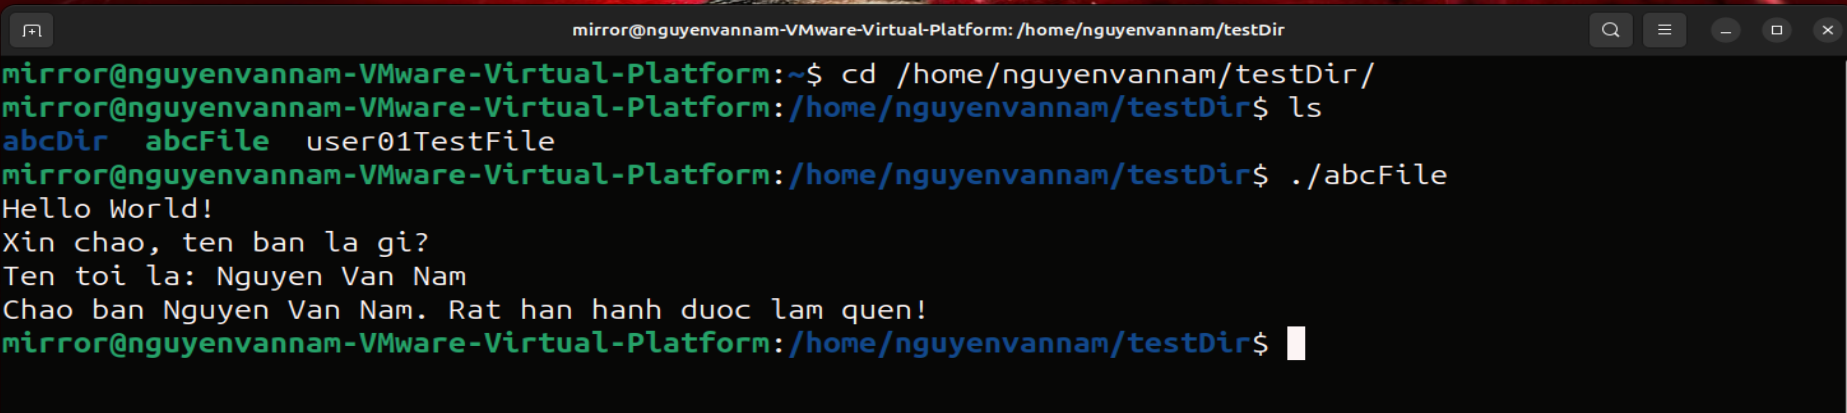 mirror@nguyenvannam-VMware-Virtual-Platform: /home/nguyenvannam/testDir
mirror@nguyenvannam-VMware-Virtual-Platform:~$ cd /home/nguyenvannam/testDir/
mirror@nguyenvannam-VMware-Virtual-Platform:/home/nguyenvannam/testDir$ ls
abcDir  abcFile  user01TestFile
mirror@nguyenvannam-VMware-Virtual-Platform:/home/nguyenvannam/testDir$ ./abcFile
Hello World!
Xin chao, ten ban la gi?
Ten toi la: Nguyen Van Nam
Chao ban Nguyen Van Nam. Rat han hanh duoc lam quen!
mirror@nguyenvannam-VMware-Virtual-Platform:/home/nguyenvannam/testDir$